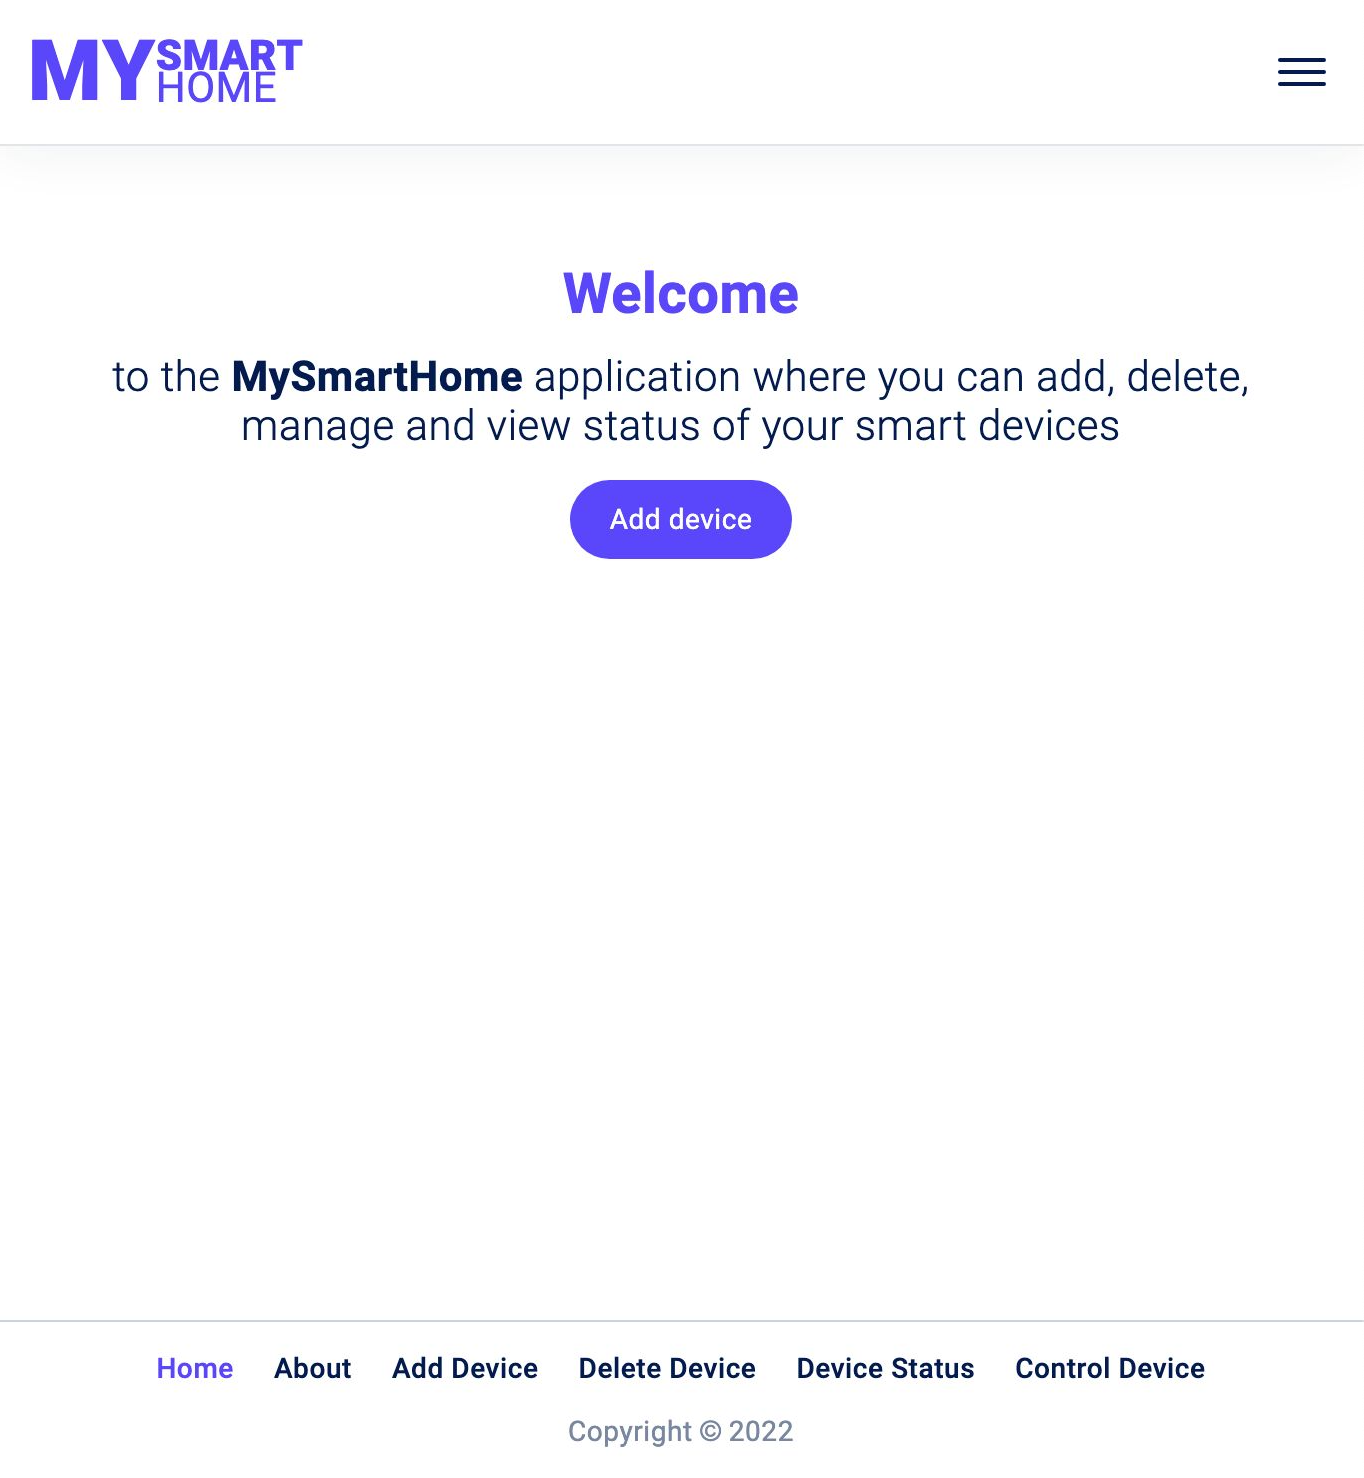 MY SMART
HOME
Welcome
to the MySmartHome application where you can add, delete,
manage and view status of your smart devices
Add device
Home About Add Device Delete Device Device Status Control Device
Copyright © 2022